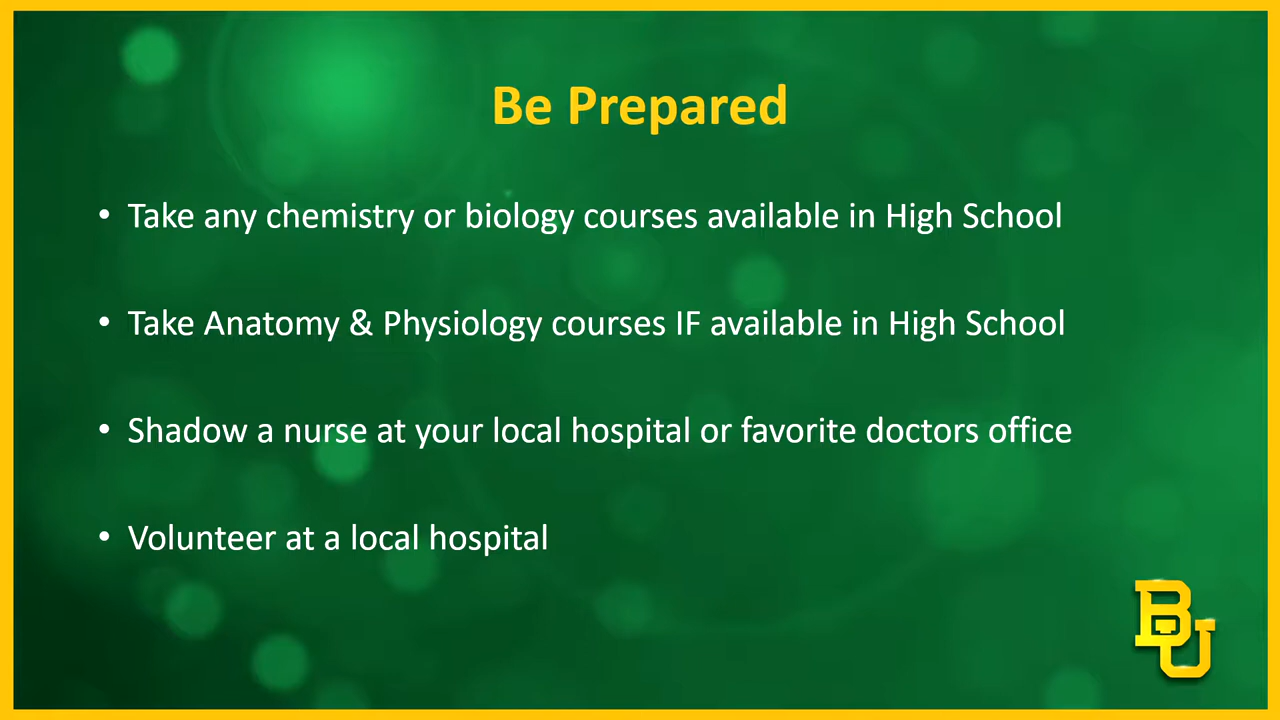 Be Prepared
• Take any chemistry or biology courses available in High School
• Take Anatomy & Physiology courses IF available in High School
• Shadow a nurse at your local hospital or favorite doctors office
• Volunteer at a local hospital
BU